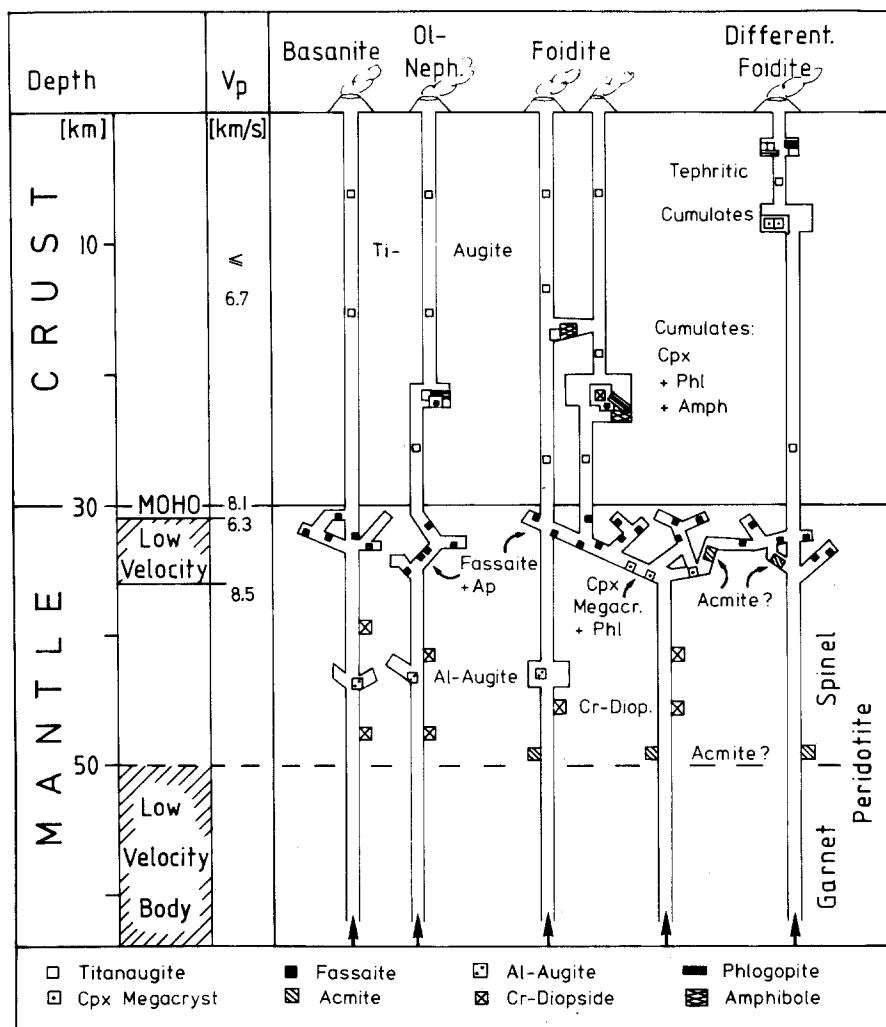 Depth
Vp
Basanite
Ol-
Neph.
Foidite
Different.
Foidite
[km]
[km/s]
CRUST
10
≤
6.7
Ti-
Augite
Tephritic
Cumulates
Cumulates:
Cpx
+ Phl
+ Amph
30
MOHO
8.1
6.3
Low
Velocity
8.5
Fassaite
+ Ap
Cpx
Megacr.
+ Phl
Acmite?
MANTLE
Al-Augite
Cr-Diop.
Acmite?
Spinel
Garnet
Peridotite
50
Low
Velocity
Body
Titanaugite
Fassaite
Al-Augite
Phlogopite
Cpx Megacryst
Acmite
Cr-Diopside
Amphibole